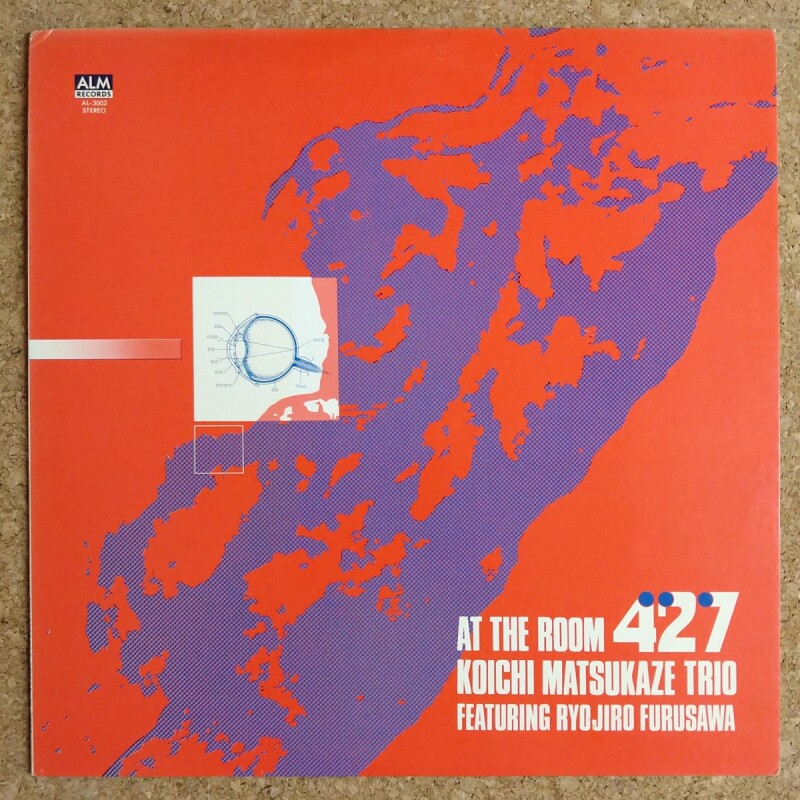 ALM
RECORDS
AL-3002
STEREO
AT THE ROOM 427
KOICHI MATSUKAZE TRIO
FEATURING RYOJIRO FURUSAWA